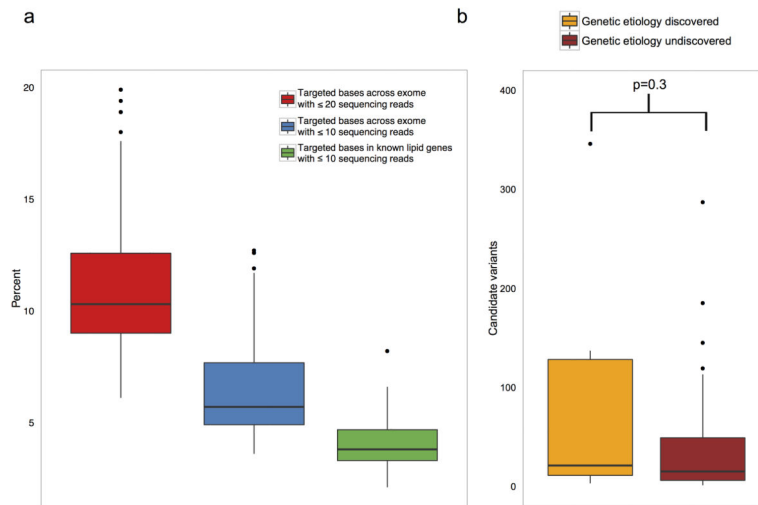 a
b
Genetic etiology discovered
Genetic etiology undiscovered
20
15
10
5
Percent
Targeted bases across exome
with ≤ 20 sequencing reads
Targeted bases across exome
with ≤ 10 sequencing reads
Targeted bases in known lipid genes
with ≤ 10 sequencing reads
400
300
200
100
0
Candidate variants
p=0.3